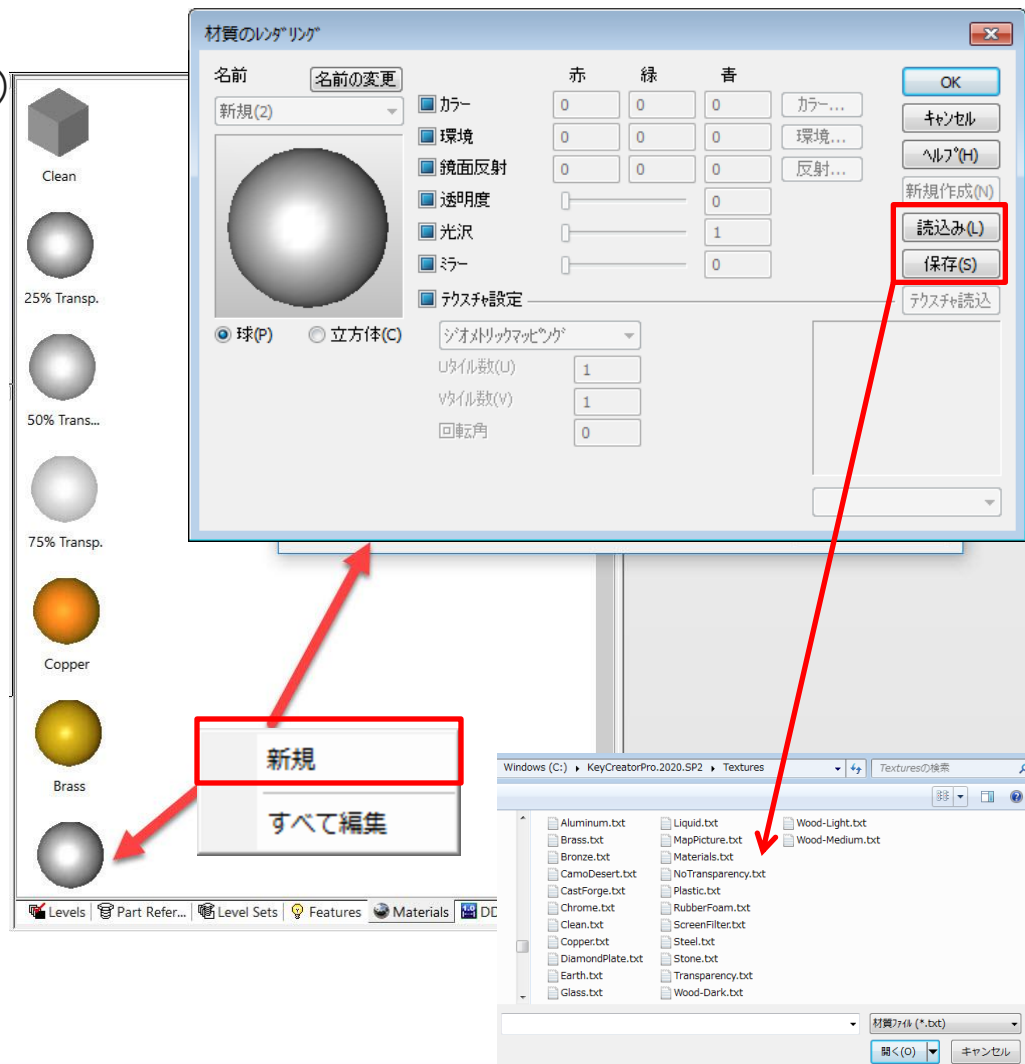 )
材質のﾚﾝﾀﾞﾘﾝｸﾞ
名前
名前の変更
新規(2)
球(P)
立方体(C)
赤 緑 青
カラー 0 0 0 カラー...
環境 0 0 0 環境...
鏡面反射 0 0 0 反射...
透明度 0
光沢 1
ﾐﾗｰ 0
ﾃｸｽﾁｬ設定
ｼﾞｵﾒﾄﾘｯｸﾏｯﾋﾟﾝｸﾞ
Uﾀｲﾙ数(U) 1
Vﾀｲﾙ数(V) 1
回転角 0
OK
ｷｬﾝｾﾙ
ﾍﾙﾌﾟ(H)
新規作成(N)
読込み(L)
保存(S)
ﾃｸｽﾁｬ読込
Clean
25% Transp.
50% Trans...
75% Transp.
Copper
Brass
新規
すべて編集
Levels Part Refer... Level Sets Features Materials DD
Windows (C:) KeyCreatorPro.2020.SP2 Textures Texturesの検索
Aluminum.txt Liquid.txt Wood-Light.txt
Brass.txt MapPicture.txt Wood-Medium.txt
Bronze.txt Materials.txt
CamoDesert.txt NoTransparency.txt
CastForge.txt Plastic.txt
Chrome.txt RubberFoam.txt
Clean.txt ScreenFilter.txt
Copper.txt Steel.txt
DiamondPlate.txt Stone.txt
Earth.txt Transparency.txt
Glass.txt Wood-Dark.txt
材質ﾌｧｲﾙ (*.txt)
開く(O) キャンセル